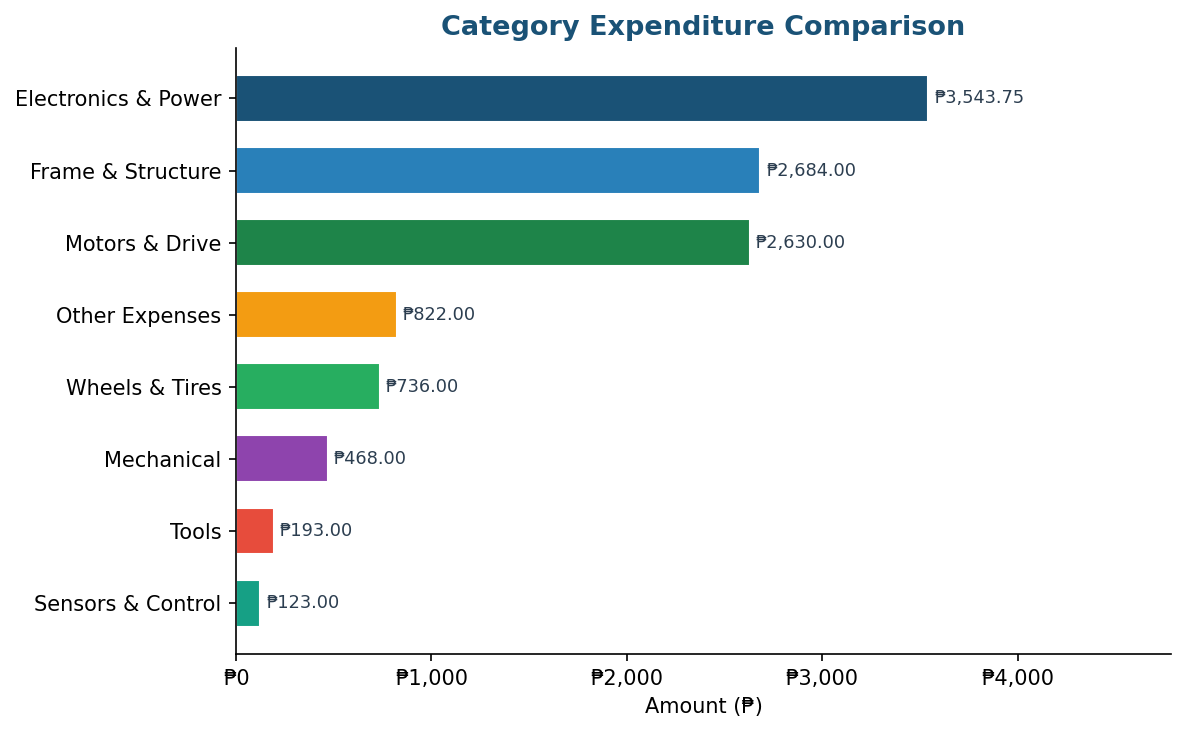 Category Expenditure Comparison
Electronics & Power ₱3,543.75
Frame & Structure ₱2,684.00
Motors & Drive ₱2,630.00
Other Expenses ₱822.00
Wheels & Tires ₱736.00
Mechanical ₱468.00
Tools ₱193.00
Sensors & Control ₱123.00
₱0 ₱1,000 ₱2,000 ₱3,000 ₱4,000
Amount (₱)